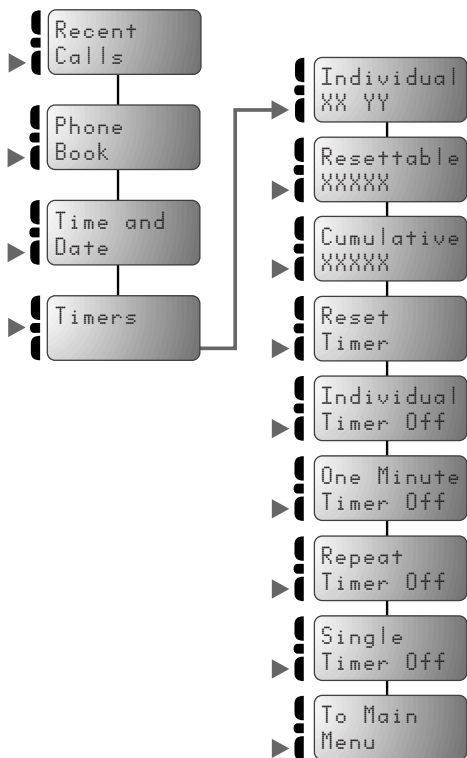 Recent
Calls
Phone
Book
Time and
Date
Timers
Individual
XX YY
Resettable
XXXXX
Cumulative
XXXXX
Reset
Timer
Individual
Timer Off
One Minute
Timer Off
Repeat
Timer Off
Single
Timer Off
To Main
Menu